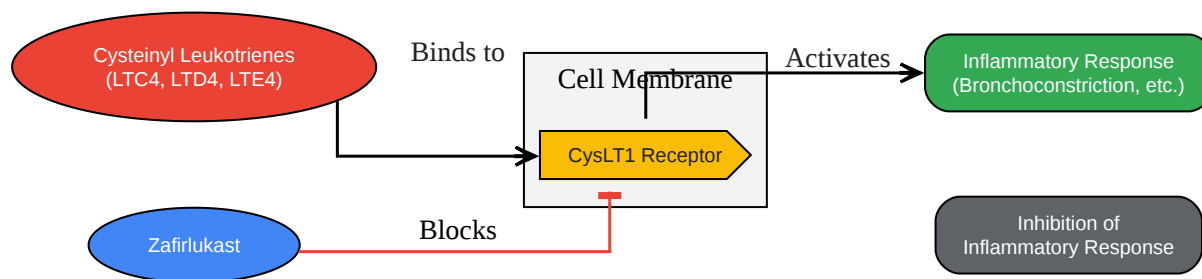 Cysteinyl Leukotrienes
(LTC4, LTD4, LTE4)
Binds to
Cell Membrane
Activates
Inflammatory Response
(Bronchoconstriction, etc.)
CysLT1 Receptor
Zafirlukast
Blocks
Inhibition of
Inflammatory Response